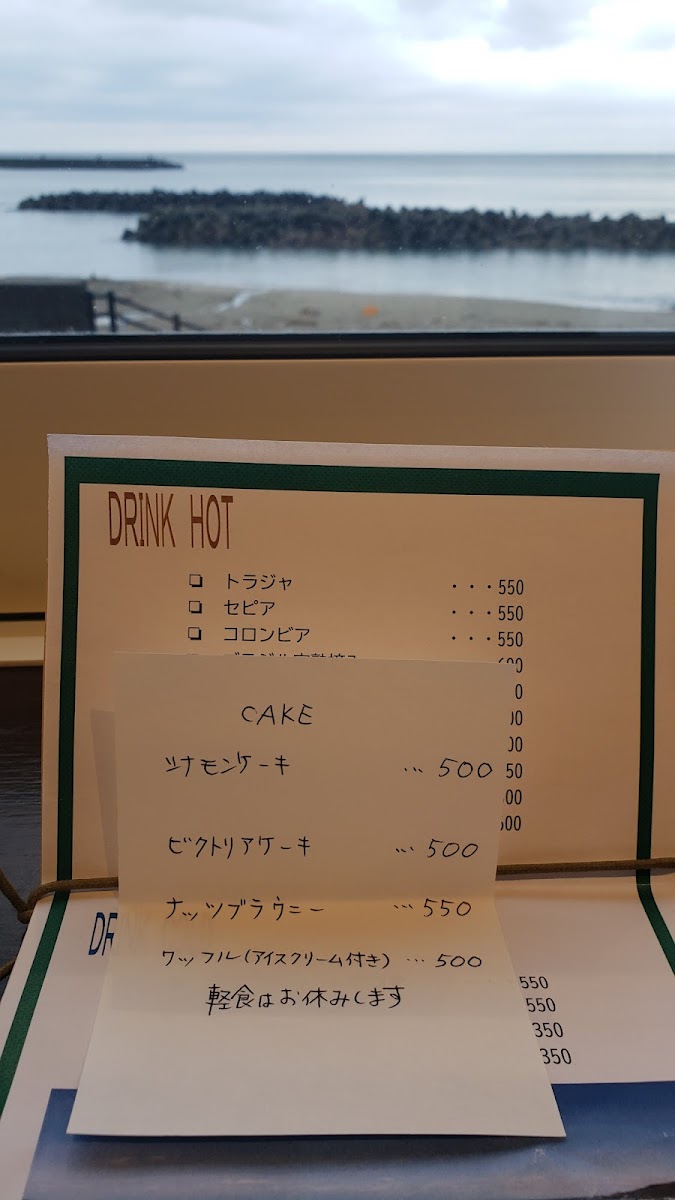 DRINK HOT
❏ トラジャ ・・・550
❏ セピア ・・・550
❏ コロンビア ・・・550
CAKE
シナモンケーキ … 500
ビクトリアケーキ … 500
ナッツブラウニー … 550
ワッフル(アイスクリーム付き) … 500
軽食はお休みします
DR
550
550
350
350